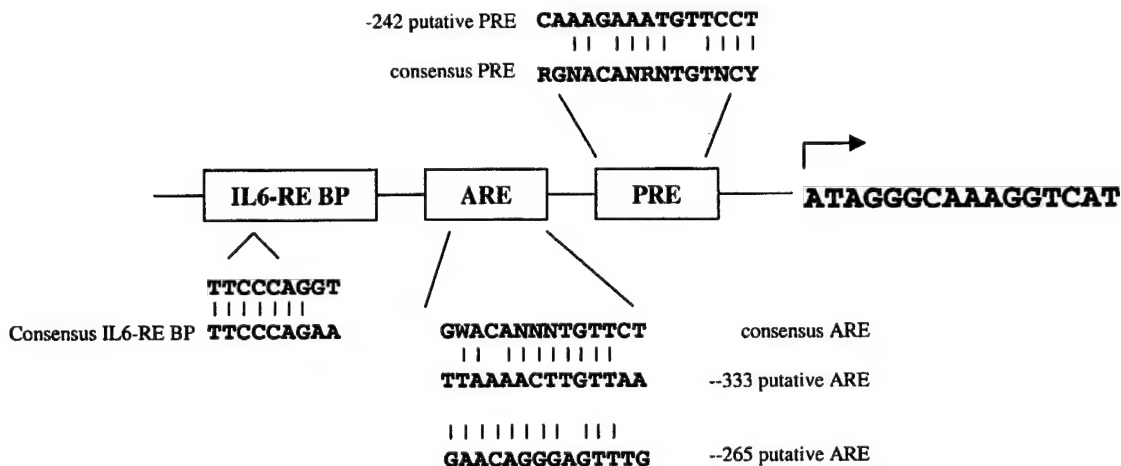 -242 putative PRE CAAAGAAATGTTCCT
consensus PRE RGNACANRNTGTNCY
IL6-RE BP ARE PRE ATAGGGCAAAGGTCAT
TTCCCAGGT
Consensus IL6-RE BP TTCCCAGAA
GWACANNNTGTTCT consensus ARE
TTAAAACTTGTTAA --333 putative ARE
GAACAGGGAGTTTG --265 putative ARE